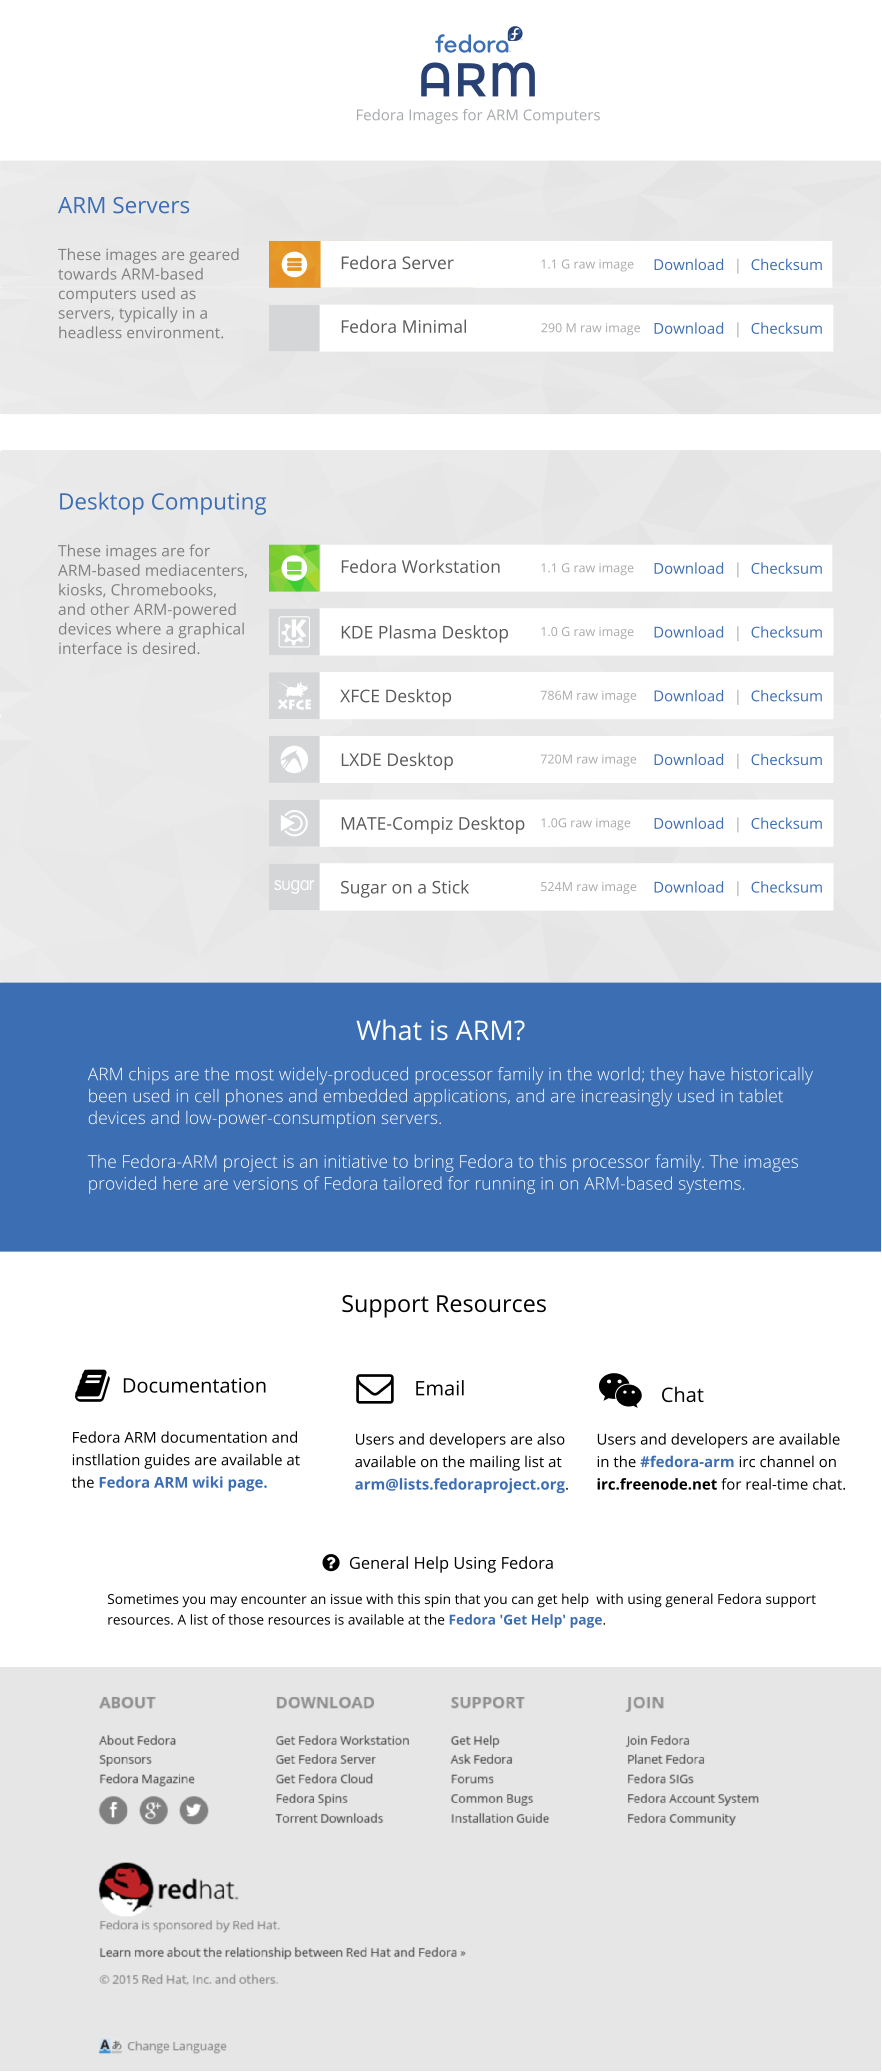 fedora
ARM
Fedora Images for ARM Computers
ARM Servers
These images are geared
towards ARM-based
computers used as
servers, typically in a
headless environment.
Fedora Server 1.1 G raw image Download | Checksum
Fedora Minimal 290 M raw image Download | Checksum
Desktop Computing
These images are for
ARM-based mediacenters,
kiosks, Chromebooks,
and other ARM-powered
devices where a graphical
interface is desired.
Fedora Workstation 1.1 G raw image Download | Checksum
KDE Plasma Desktop 1.0 G raw image Download | Checksum
XFCE
XFCE Desktop 786M raw image Download | Checksum
LXDE Desktop 720M raw image Download | Checksum
MATE-Compiz Desktop 1.0G raw image Download | Checksum
sugar
Sugar on a Stick 524M raw image Download | Checksum
What is ARM?
ARM chips are the most widely-produced processor family in the world; they have historically
been used in cell phones and embedded applications, and are increasingly used in tablet
devices and low-power-consumption servers.
The Fedora-ARM project is an initiative to bring Fedora to this processor family. The images
provided here are versions of Fedora tailored for running in on ARM-based systems.
Support Resources
Documentation
Fedora ARM documentation and
instllation guides are available at
the Fedora ARM wiki page.
Email
Users and developers are also
available on the mailing list at
arm@lists.fedoraproject.org.
Chat
Users and developers are available
in the #fedora-arm irc channel on
irc.freenode.net for real-time chat.
General Help Using Fedora
Sometimes you may encounter an issue with this spin that you can get help with using general Fedora support
resources. A list of those resources is available at the Fedora 'Get Help' page.
ABOUT
About Fedora
Sponsors
Fedora Magazine
DOWNLOAD
Get Fedora Workstation
Get Fedora Server
Get Fedora Cloud
Fedora Spins
Torrent Downloads
SUPPORT
Get Help
Ask Fedora
Forums
Common Bugs
Installation Guide
JOIN
Join Fedora
Planet Fedora
Fedora SIGs
Fedora Account System
Fedora Community
redhat.
Fedora is sponsored by Red Hat.
Learn more about the relationship between Red Hat and Fedora »
© 2015 Red Hat, Inc. and others.
Aあ Change Language